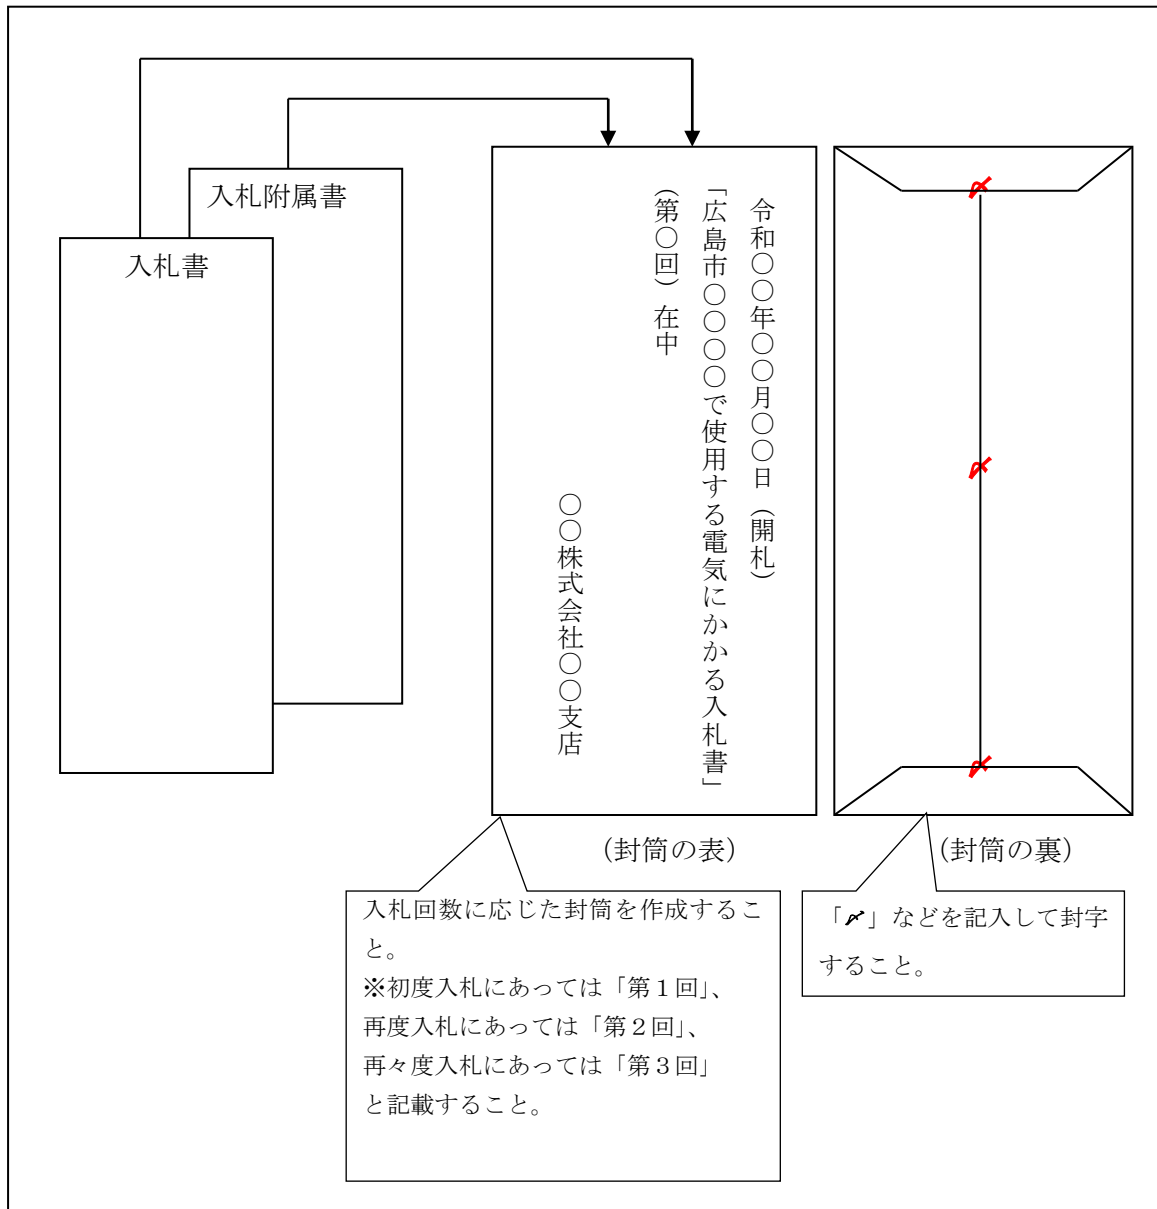 入札附属書
入札書
令和〇〇年〇〇月〇〇日（開札）
「広島市〇〇〇〇で使用する電気にかかる入札書」
（第〇回）在中
〇〇株式会社〇〇支店
〆
〆
〆
（封筒の表）
（封筒の裏）
入札回数に応じた封筒を作成するこ
と。
※初度入札にあっては「第１回」、
再度入札にあっては「第２回」、
再々度入札にあっては「第３回」
と記載すること。
「〆」などを記入して封字
すること。